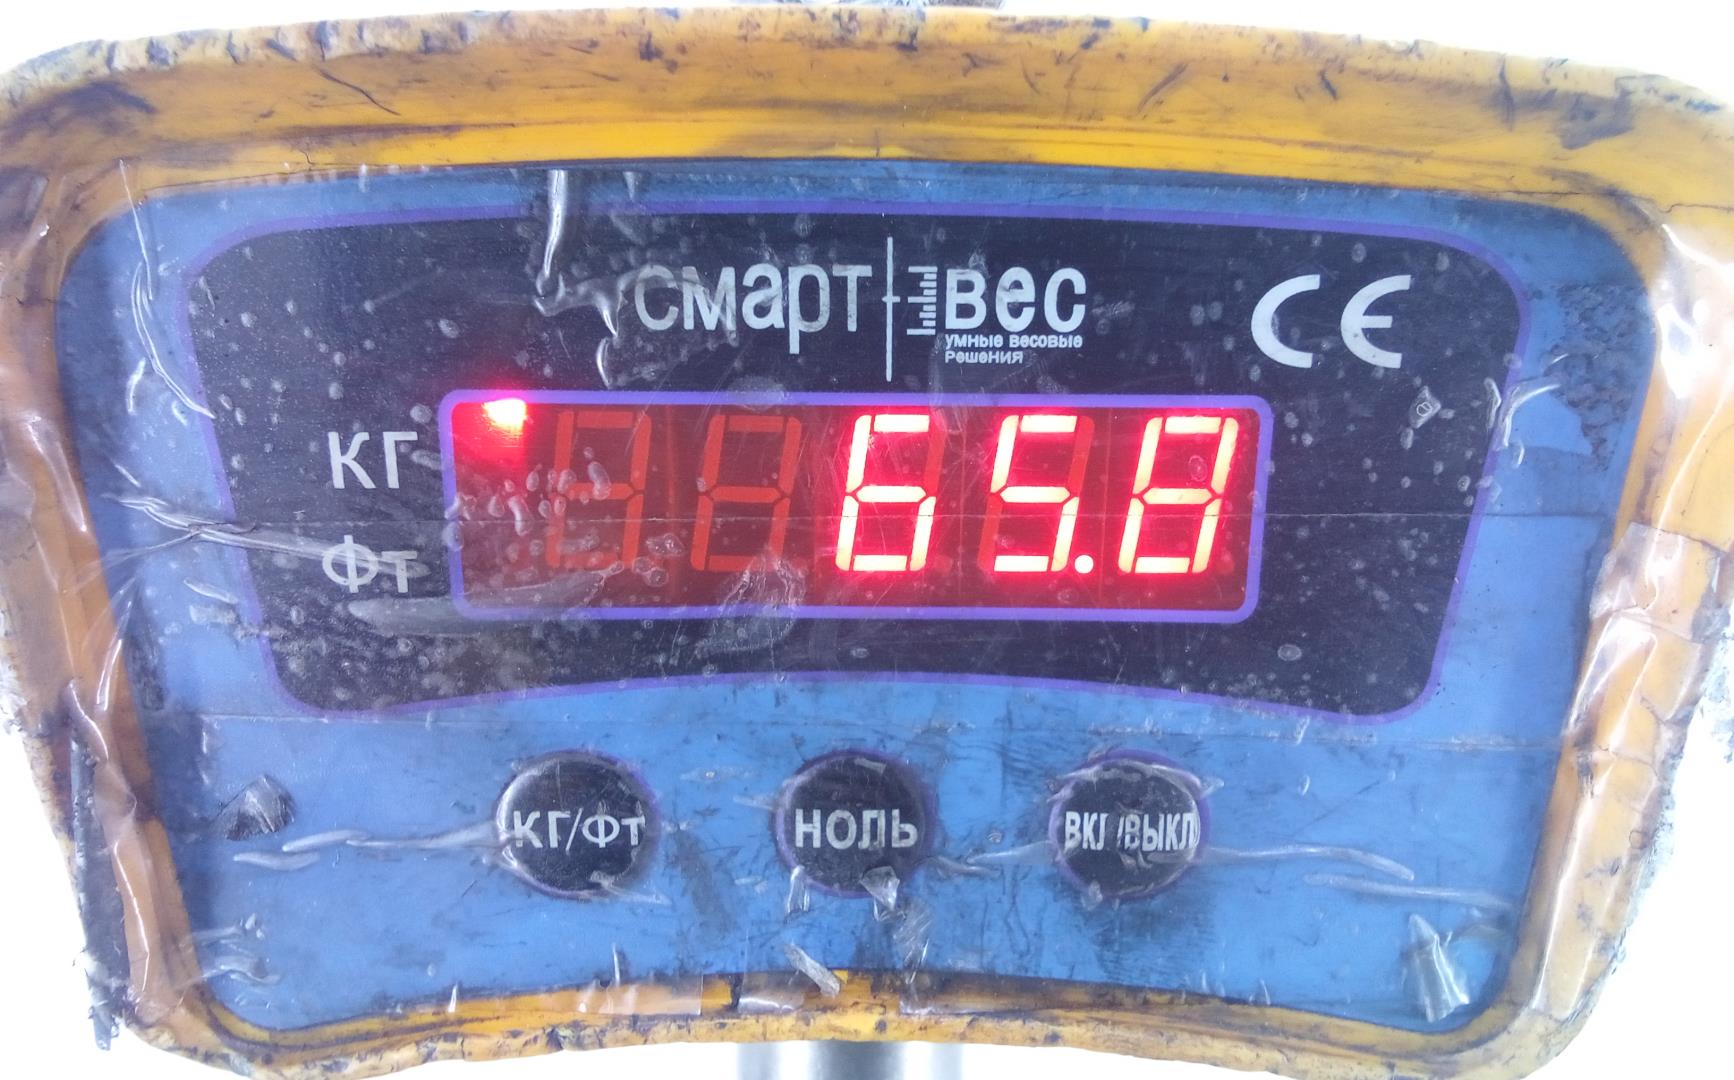 смарт вес
умные весовые
решения
CE
КГ
ФТ
65.8
КГ/ФТ НОЛЬ ВКЛ/ВЫКЛ